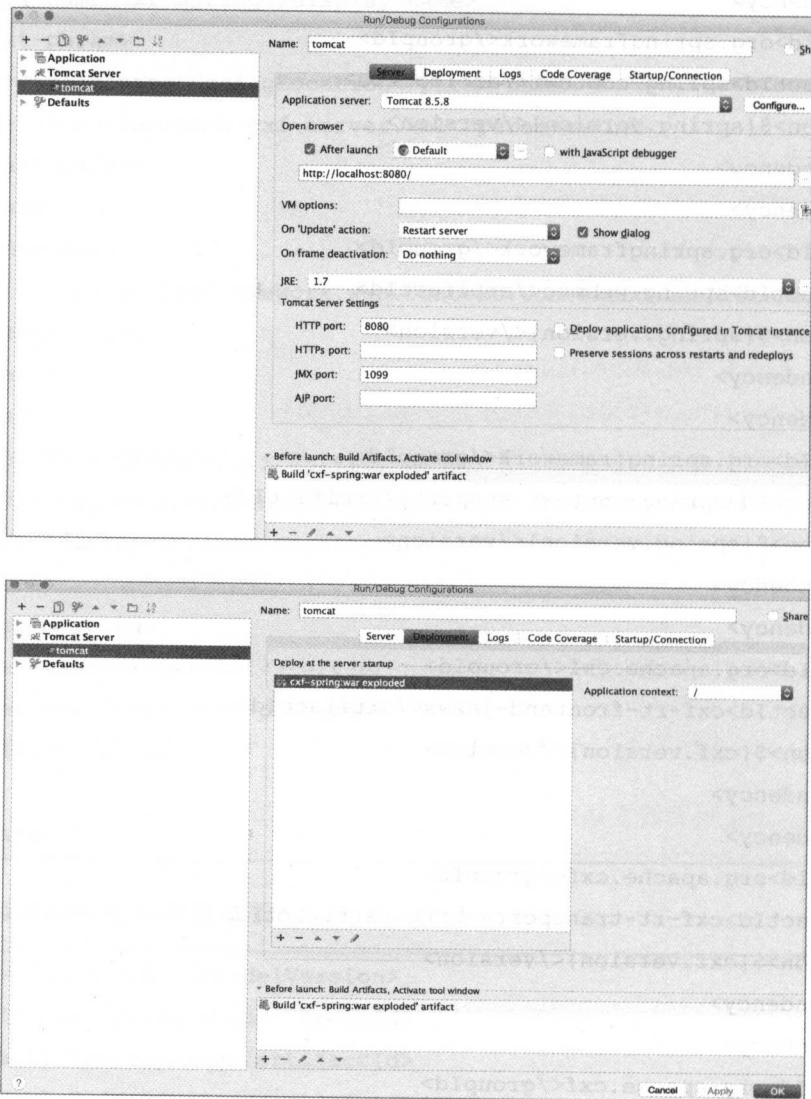 Run/Debug Configurations
Name: tomcat
Sh
Application
Tomcat Server
tomcat
Defaults
Server Deployment Logs Code Coverage Startup/Connection
Application server: Tomcat 8.5.8 Configure...
Open browser
After launch Default with JavaScript debugger
http://localhost:8080/
VM options:
On 'Update' action: Restart server Show dialog
On frame deactivation: Do nothing
JRE: 1.7
Tomcat Server Settings
HTTP port: 8080 Deploy applications configured in Tomcat instance
HTTPs port: Preserve sessions across restarts and redeploys
JMX port: 1099
AJP port:
Before launch: Build Artifacts, Activate tool window
Build 'cxf-spring:war exploded' artifact
Run/Debug Configurations
Name: tomcat
Share
Application
Tomcat Server
tomcat
Defaults
Server Deployment Logs Code Coverage Startup/Connection
Deploy at the server startup
cxf-spring:war exploded
Application context: /
Before launch: Build Artifacts, Activate tool window
Build 'cxf-spring:war exploded' artifact
?
Cancel Apply OK